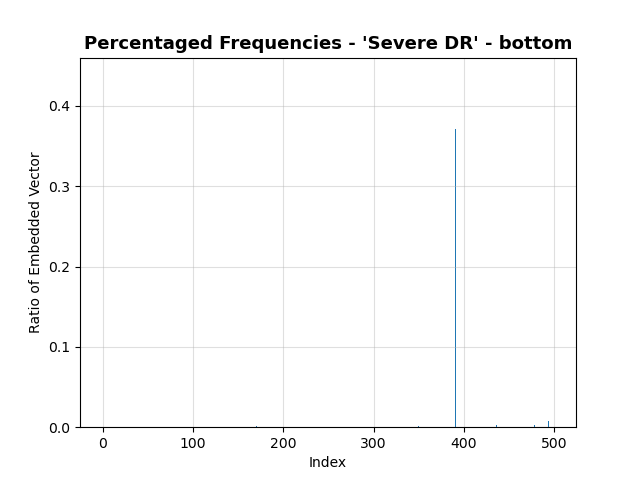 Percentaged Frequencies - 'Severe DR' - bottom
Ratio of Embedded Vector
0.4
0.3
0.2
0.1
0.0
0 100 200 300 400 500
Index